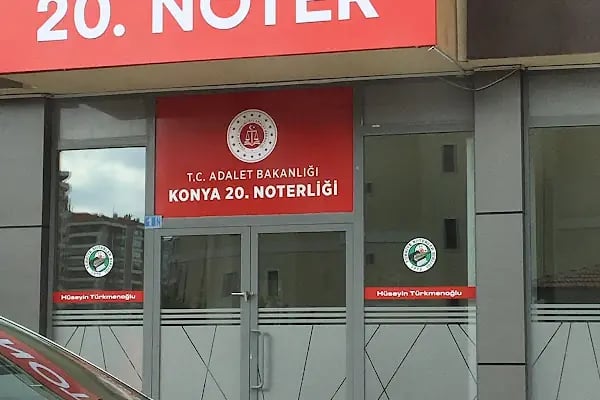 20. NOTER
T.C. ADALET BAKANLIĞI
KONYA 20. NOTERLİĞİ
Hüseyin Türkmenoğlu
Hüseyin Türkmenoğlu